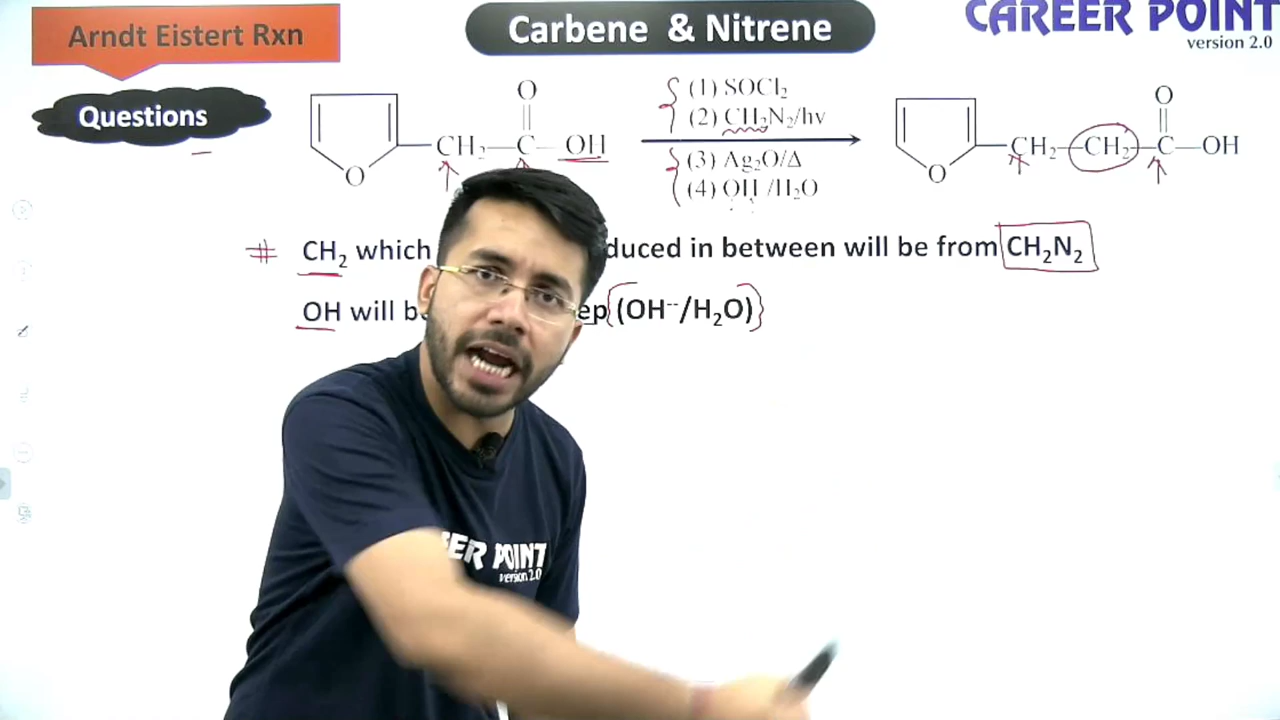 Arndt Eistert Rxn
Carbene & Nitrene
CAREER POINT
version 2.0
Questions
O
CH2—C—OH
O
(1) SOCl2
(2) CH2N2/hν
(3) Ag2O/Δ
(4) OH /H2O
O
CH2—CH2—C—OH
O
# CH2 which duced in between will be from CH2N2
OH will b ep (OH--/H2O)
ER POINT
version 2.0